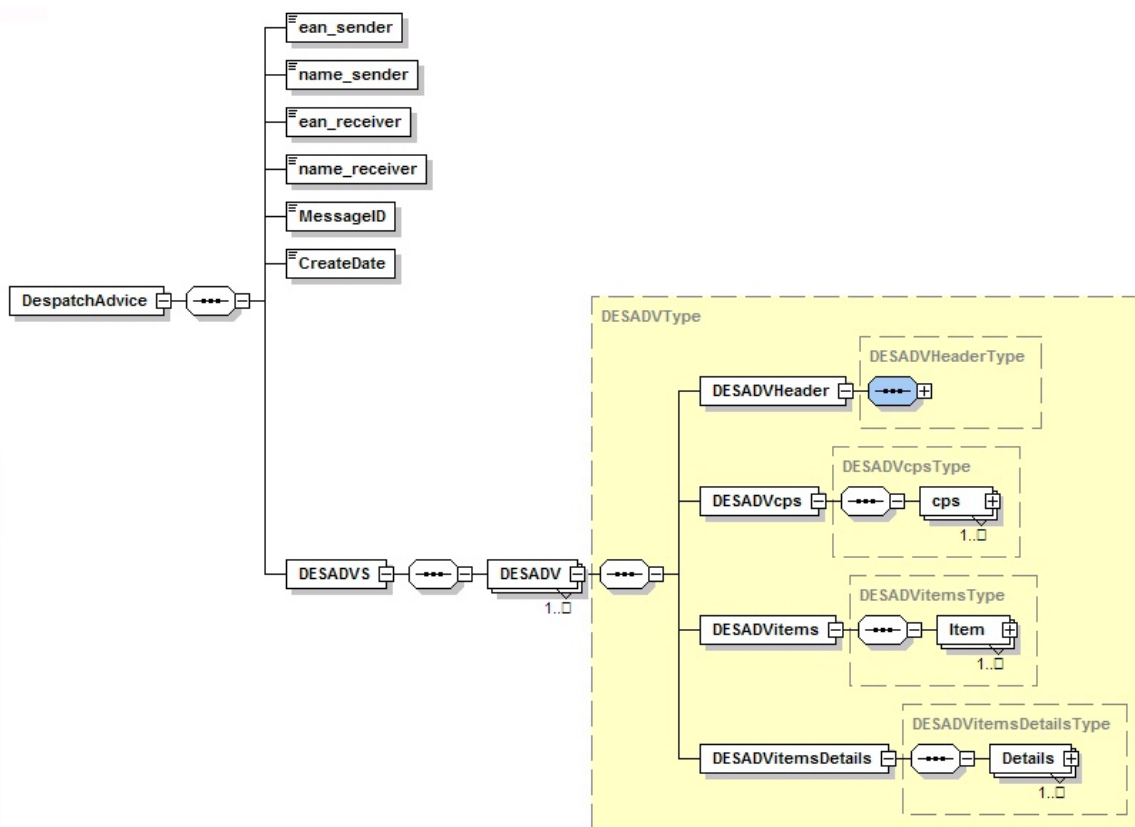 ean_sender
name_sender
ean_receiver
name_receiver
MessageID
CreateDate
DespatchAdvice
DESADVType
DESADVHeaderType
DESADVHeader
DESADVcpsType
DESADVcps
cps
1..□
DESADVS
DESADV
1..□
DESADVitemsType
DESADVitems
Item
1..□
DESADVitemsDetailsType
DESADVitemsDetails
Details
1..□